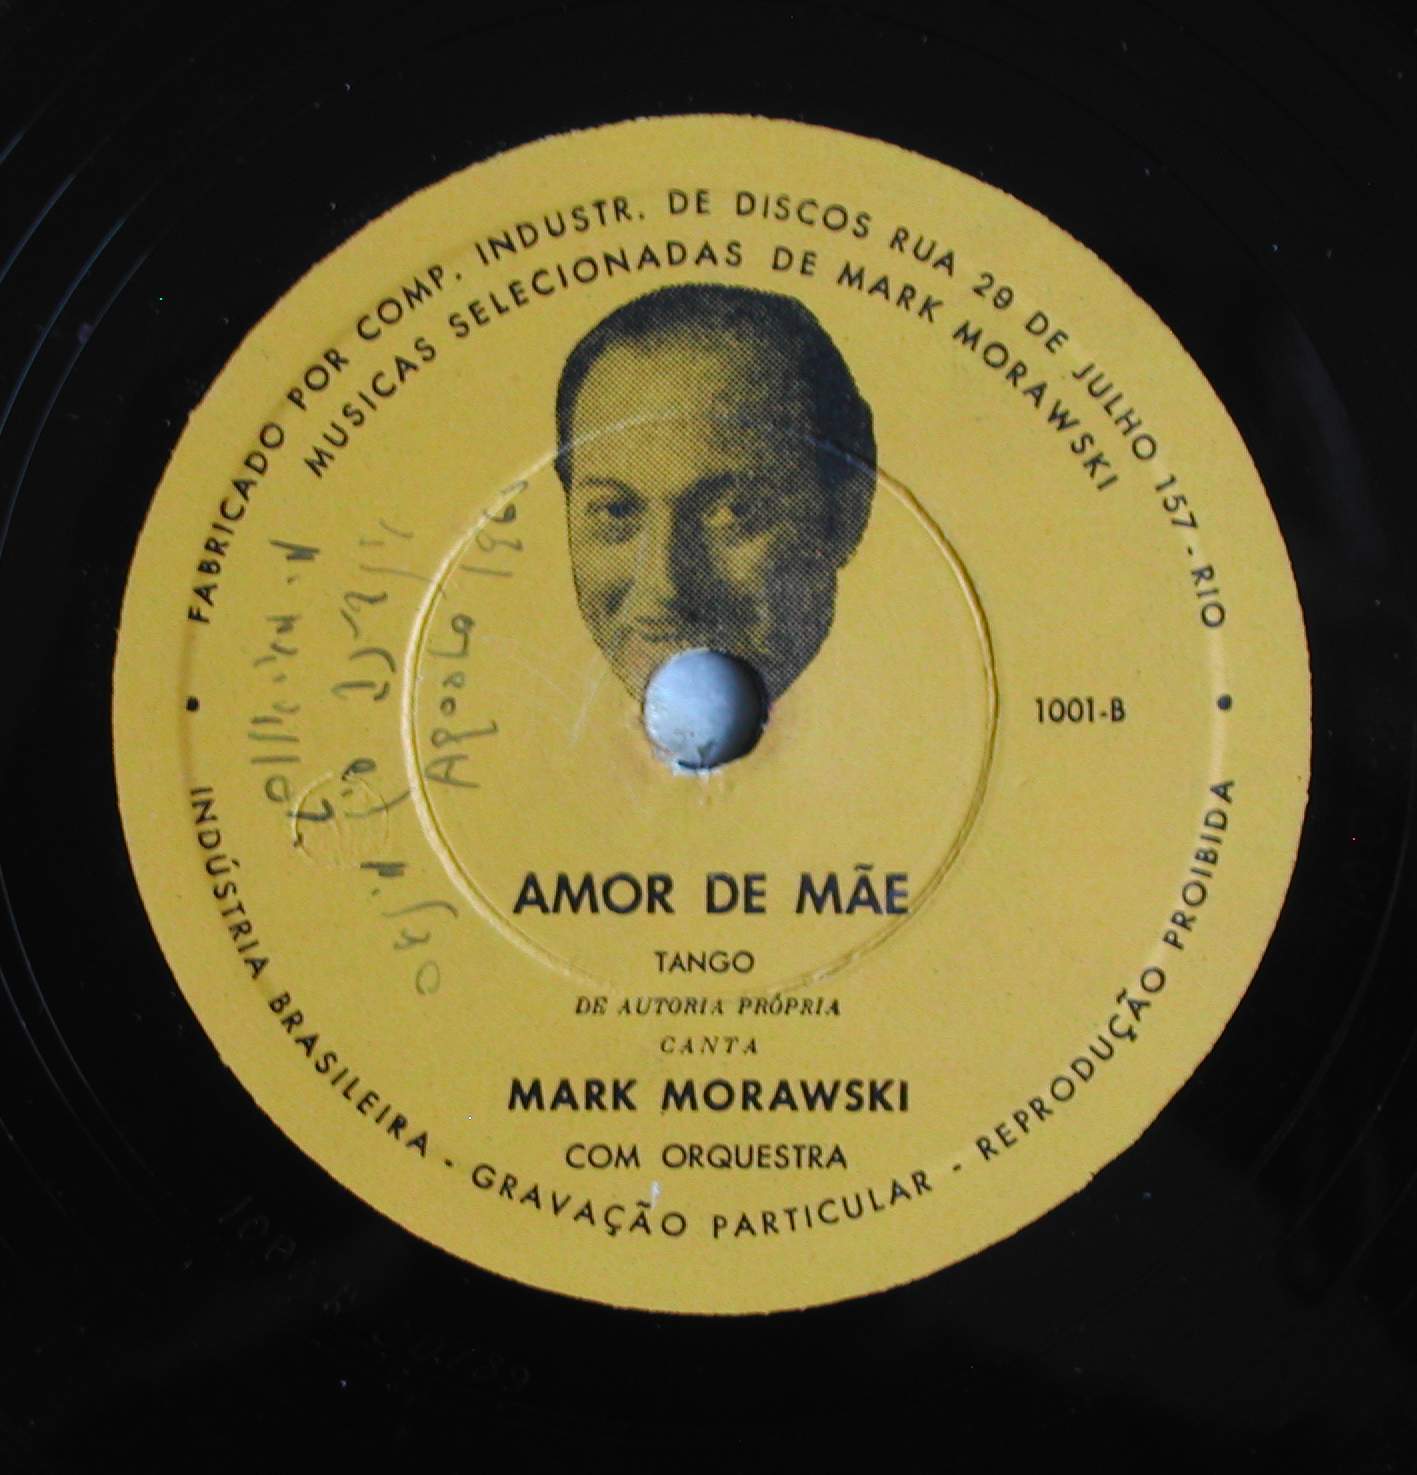 FABRICADO POR COMP. INDUSTR. DE DISCOS RUA 29 DE JULHO 157 - RIO
MUSICAS SELECIONADAS DE MARK MORAWSKI
1001-B
AMOR DE MÃE
TANGO
DE AUTORIA PRÓPRIA
CANTA
MARK MORAWSKI
COM ORQUESTRA
INDÚSTRIA BRASILEIRA - GRAVAÇÃO PARTICULAR - REPRODUÇÃO PROIBIDA